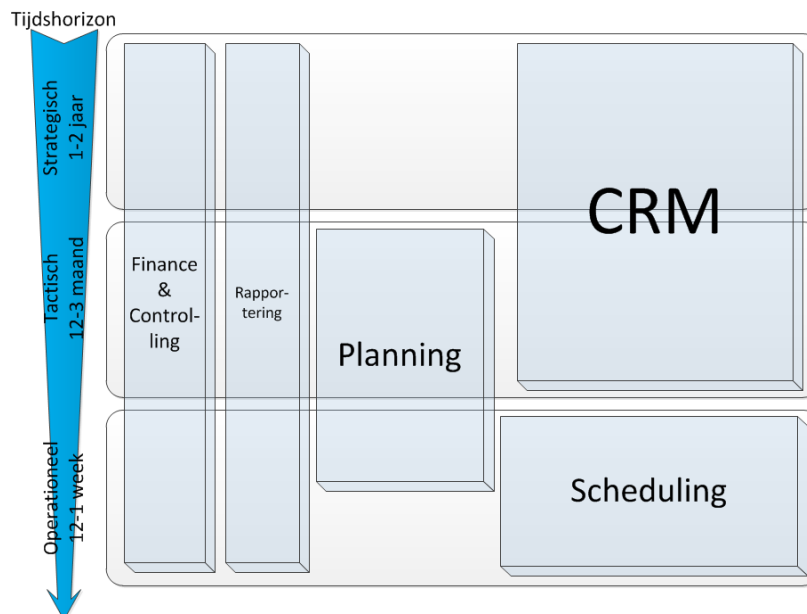 Tijdshorizon
Strategisch
1-2 jaar
Tactisch
12-3 maand
Operationeel
12-1 week
Finance
&
Control-
ling
Rappor-
tering
Planning
CRM
Scheduling